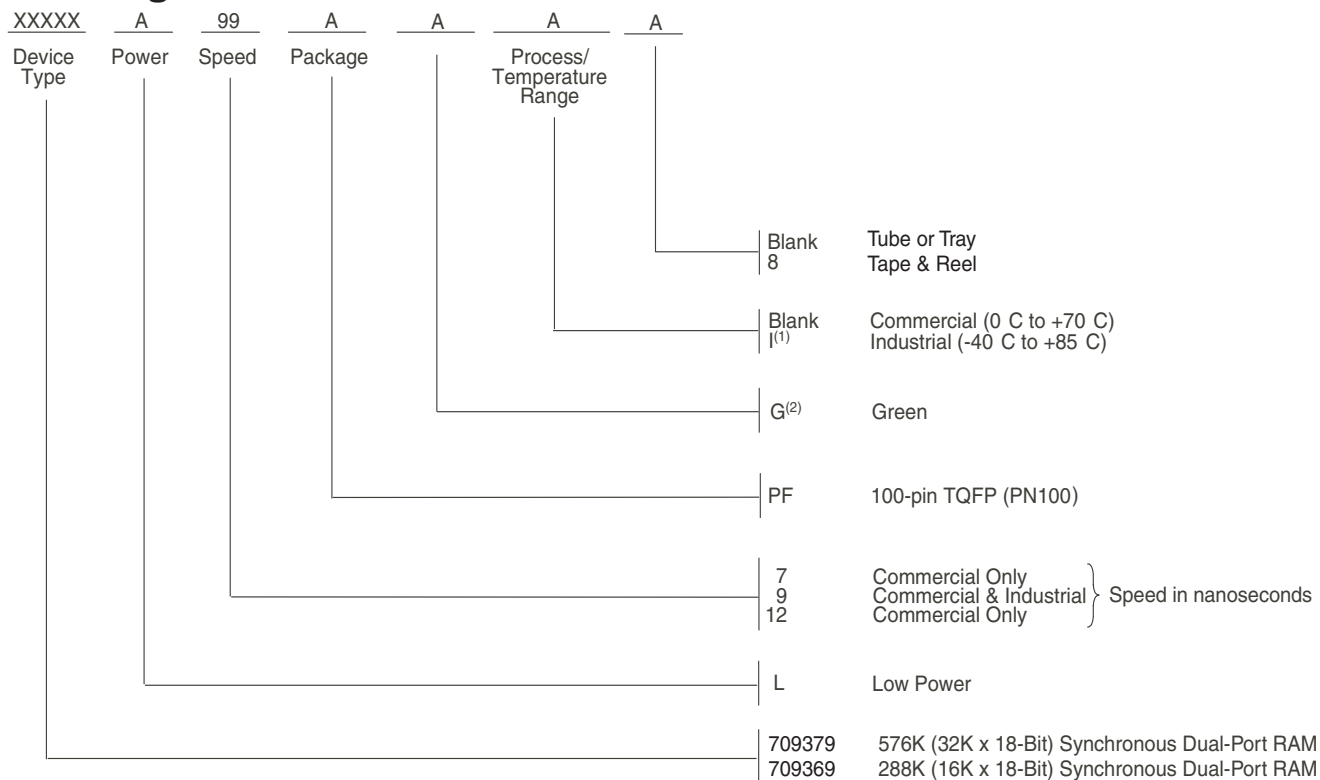 XXXXX A 99 A A A A
Device Type
Power
Speed
Package
Process/
Temperature
Range
Blank Tube or Tray
8 Tape & Reel
Blank Commercial (0 C to +70 C)
I(1) Industrial (-40 C to +85 C)
G(2) Green
PF 100-pin TQFP (PN100)
7 Commercial Only
9 Commercial & Industrial Speed in nanoseconds
12 Commercial Only
L Low Power
709379 576K (32K x 18-Bit) Synchronous Dual-Port RAM
709369 288K (16K x 18-Bit) Synchronous Dual-Port RAM